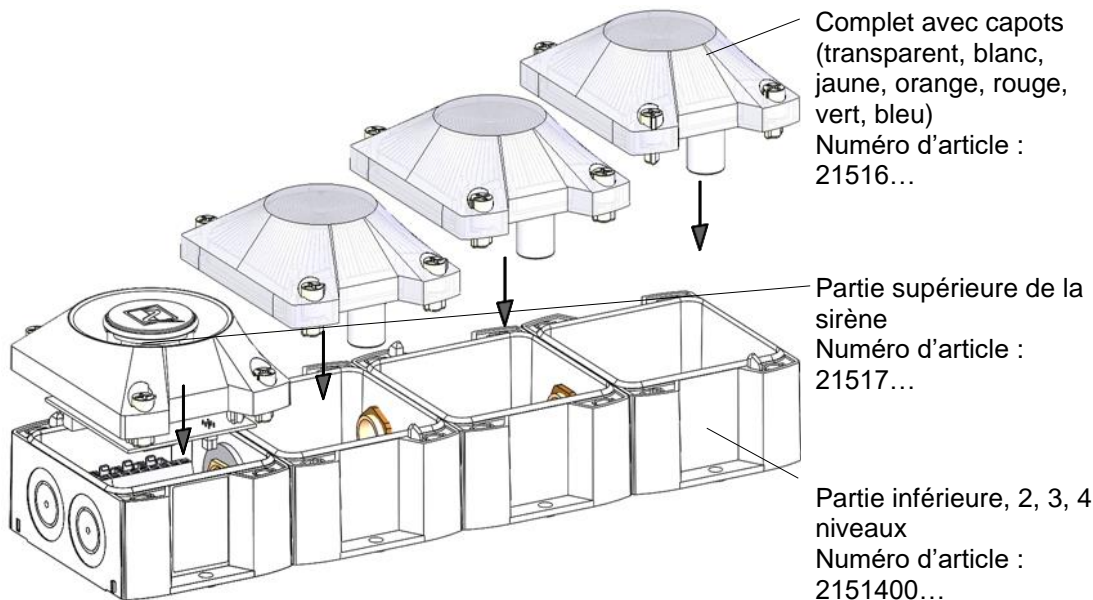 Complet avec capots
(transparent, blanc,
jaune, orange, rouge,
vert, bleu)
Numéro d’article :
21516…
Partie supérieure de la
sirène
Numéro d’article :
21517…
Partie inférieure, 2, 3, 4
niveaux
Numéro d’article :
2151400…